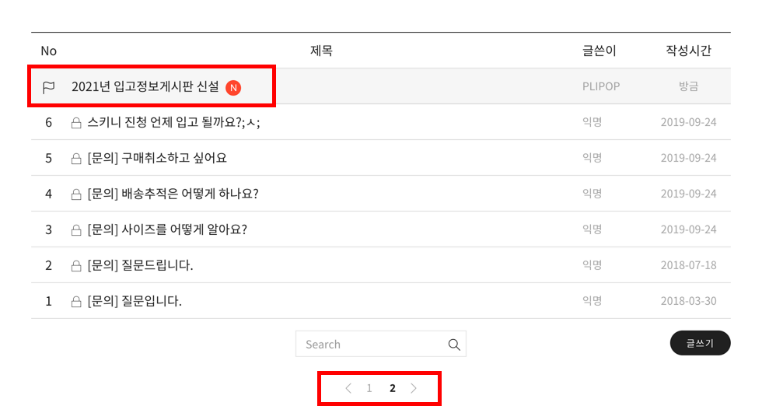 No 제목 글쓴이 작성시간
2021년 입고정보게시판 신설 N PLIPOP 방금
6 스키니 진청 언제 입고 될까요?;ㅅ; 익명 2019-09-24
5 [문의] 구매취소하고 싶어요 익명 2019-09-24
4 [문의] 배송추적은 어떻게 하나요? 익명 2019-09-24
3 [문의] 사이즈를 어떻게 알아요? 익명 2019-09-24
2 [문의] 질문드립니다. 익명 2018-07-18
1 [문의] 질문입니다. 익명 2018-03-30
Search 글쓰기
< 1 2 >